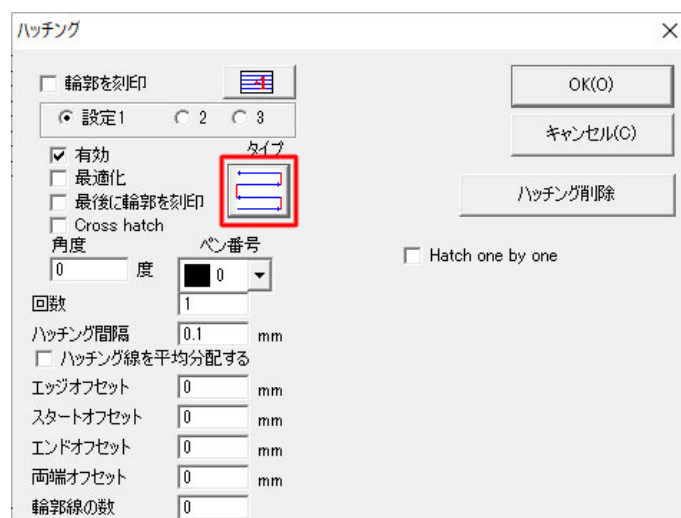 ハッチング
輪郭を刻印
OK(O)
設定1 2 3
キャンセル(C)
有効 タイプ
最適化
最後に輪郭を刻印
ハッチング削除
Cross hatch
角度 ペン番号
Hatch one by one
0 度 0
回数 1
ハッチング間隔 0.1 mm
ハッチング線を平均分配する
エッジオフセット 0 mm
スタートオフセット 0 mm
エンドオフセット 0 mm
両端オフセット 0 mm
輪郭線の数 0